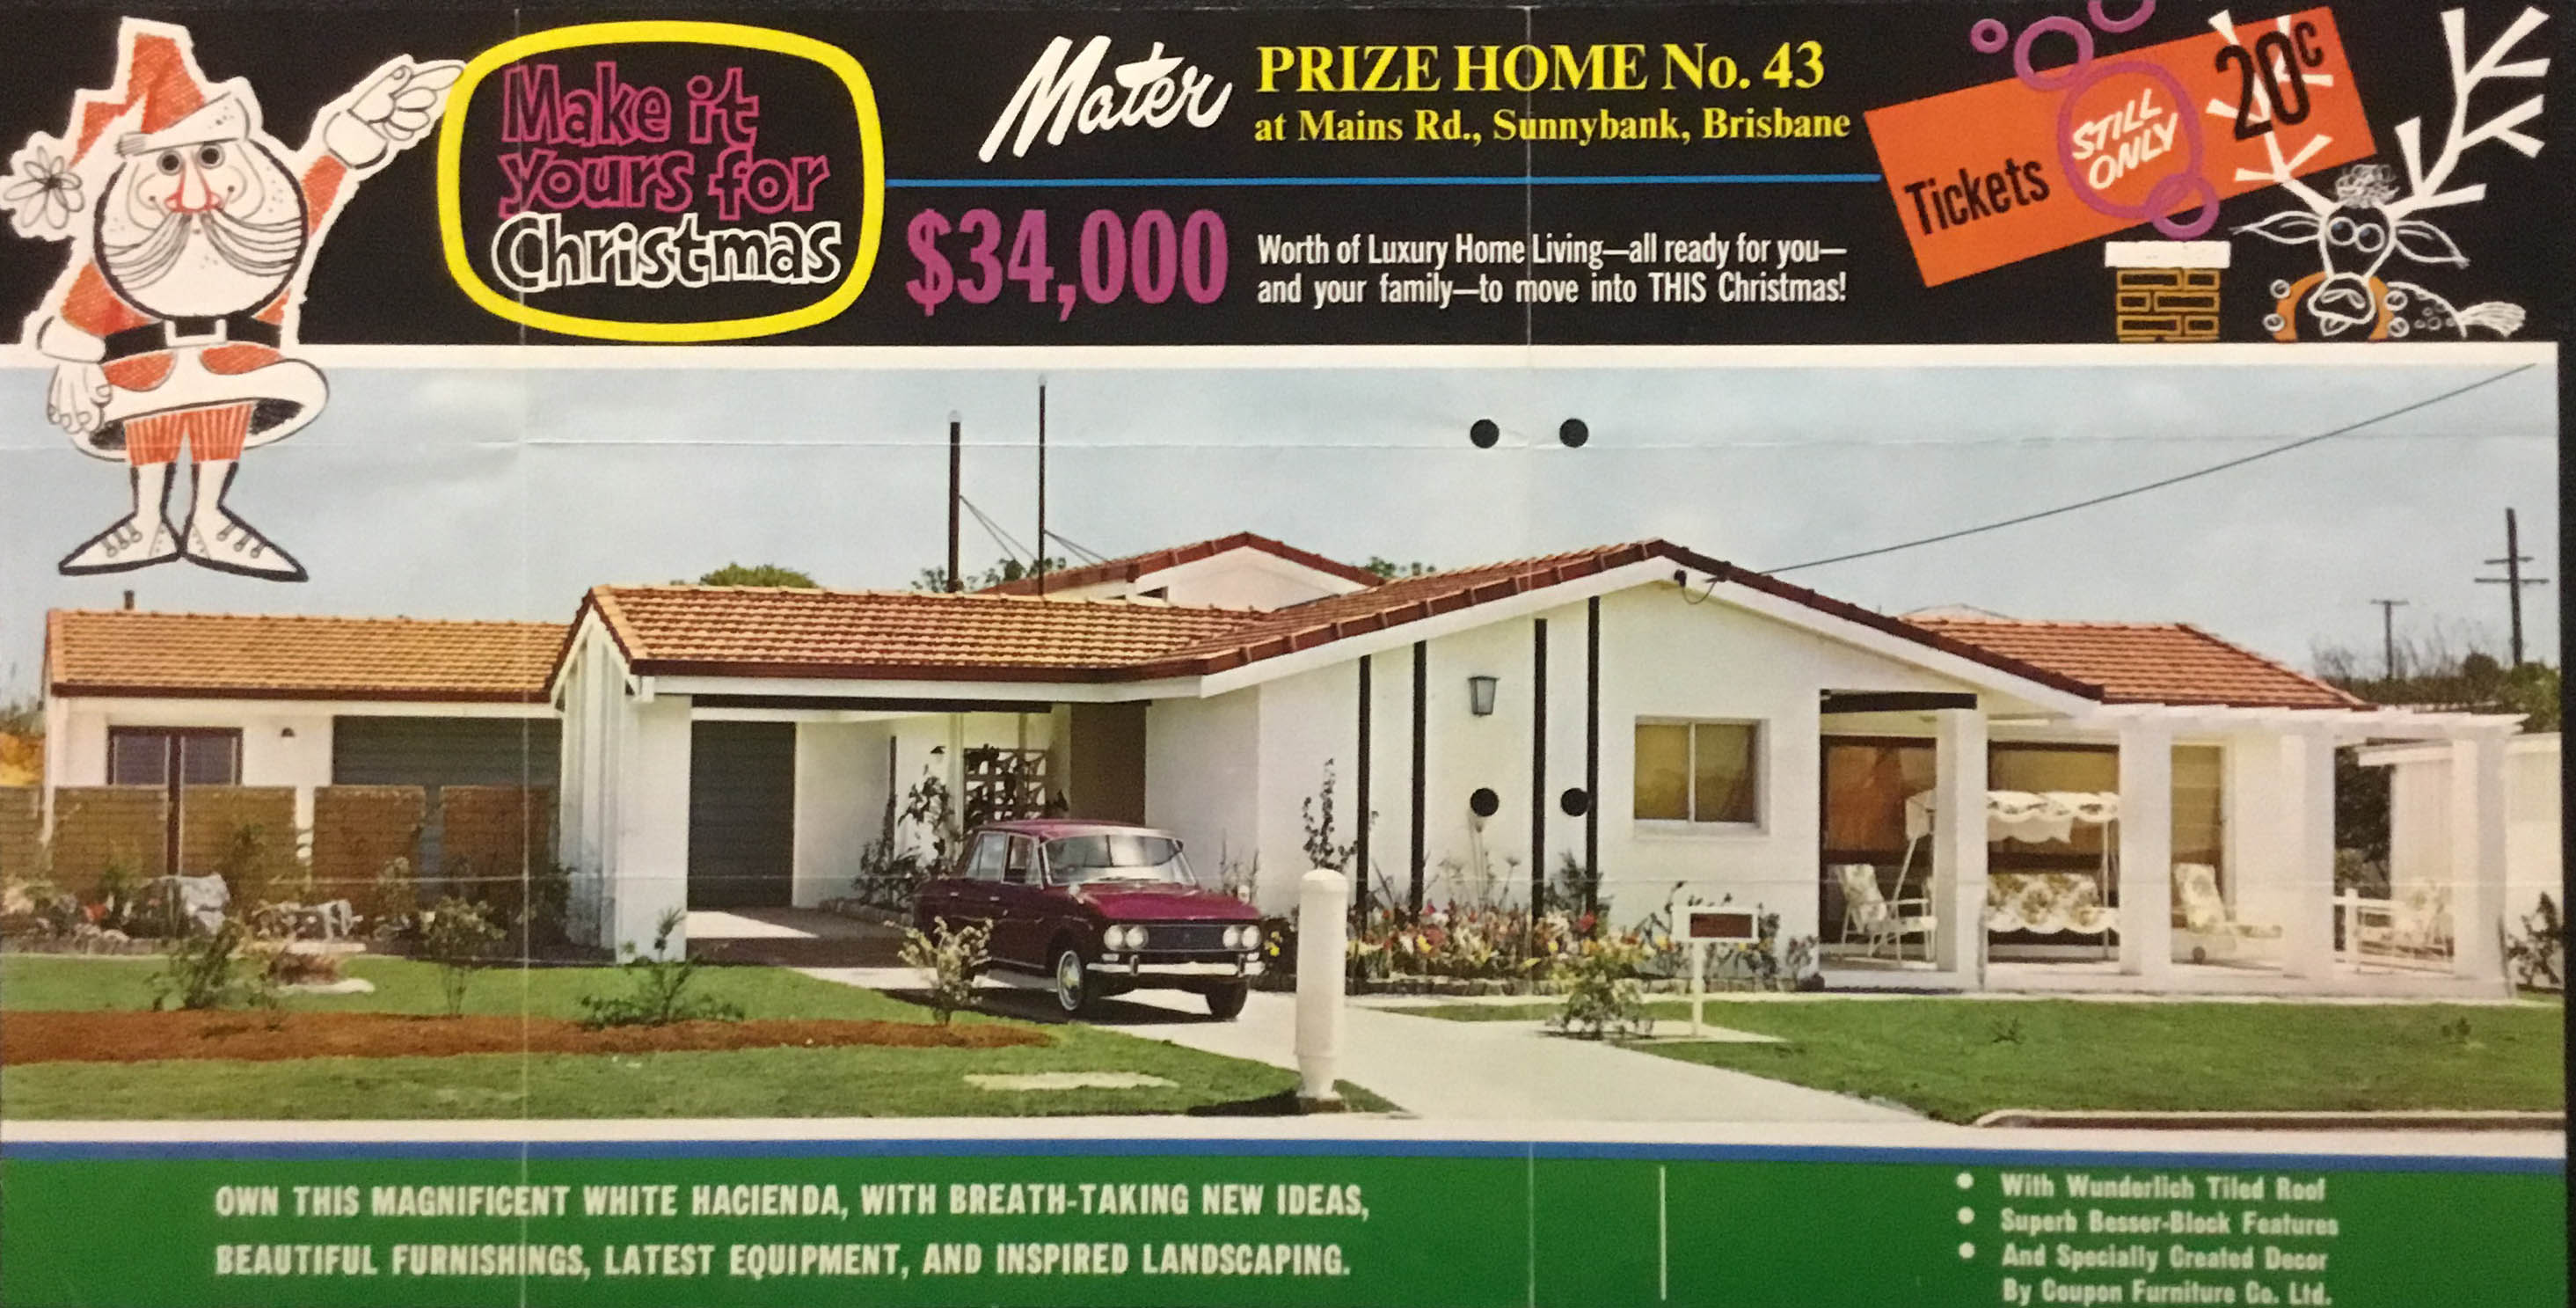 Make it
yours for
Christmas
Mater
PRIZE HOME No. 43
at Mains Rd., Sunnybank, Brisbane
$34,000
Worth of Luxury Home Living—all ready for you—
and your family—to move into THIS Christmas!
Tickets
STILL
ONLY
20c
OWN THIS MAGNIFICENT WHITE HACIENDA, WITH BREATH-TAKING NEW IDEAS,
BEAUTIFUL FURNISHINGS, LATEST EQUIPMENT, AND INSPIRED LANDSCAPING.
• With Wunderlich Tiled Roof
• Superb Besser-Block Features
• And Specially Created Decor
By Coupon Furniture Co. Ltd.